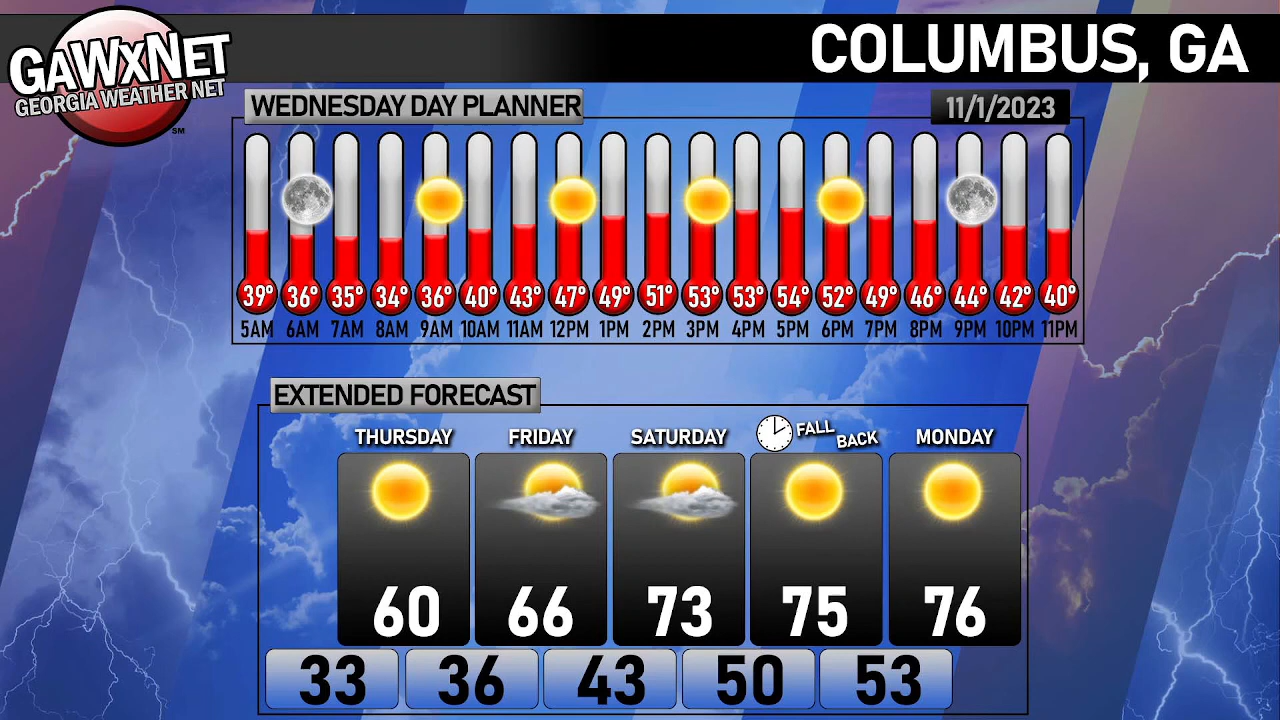 GAWxNET
GEORGIA WEATHER NET
SM
COLUMBUS, GA
WEDNESDAY DAY PLANNER
11/1/2023
39° 36° 35° 34° 36° 40° 43° 47° 49° 51° 53° 53° 54° 52° 49° 46° 44° 42° 40°
5AM 6AM 7AM 8AM 9AM 10AM 11AM 12PM 1PM 2PM 3PM 4PM 5PM 6PM 7PM 8PM 9PM 10PM 11PM
EXTENDED FORECAST
THURSDAY FRIDAY SATURDAY FALL BACK MONDAY
60 66 73 75 76
33 36 43 50 53